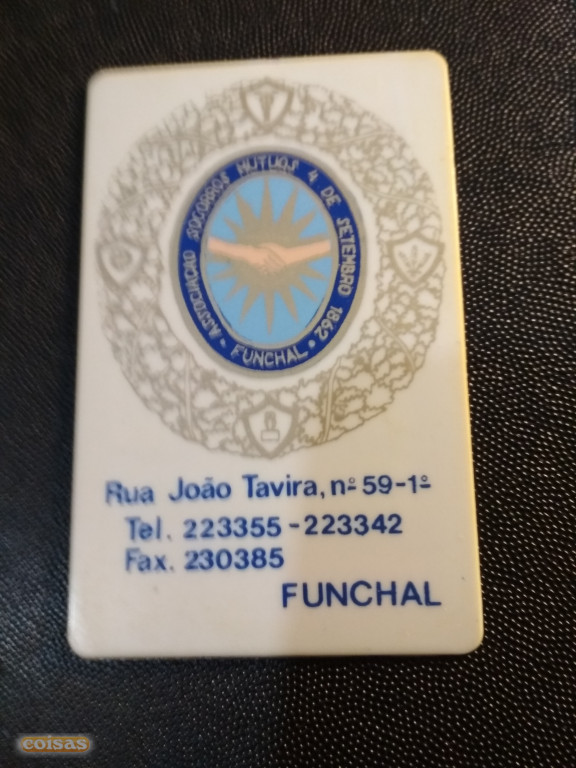 ASSOCIAÇÃO SOCORROS MUTUOS 4 DE SETEMBRO 1862
• FUNCHAL •
Rua João Tavira, nº 59-1º
Tel. 223355-223342
Fax. 230385
FUNCHAL
coisas